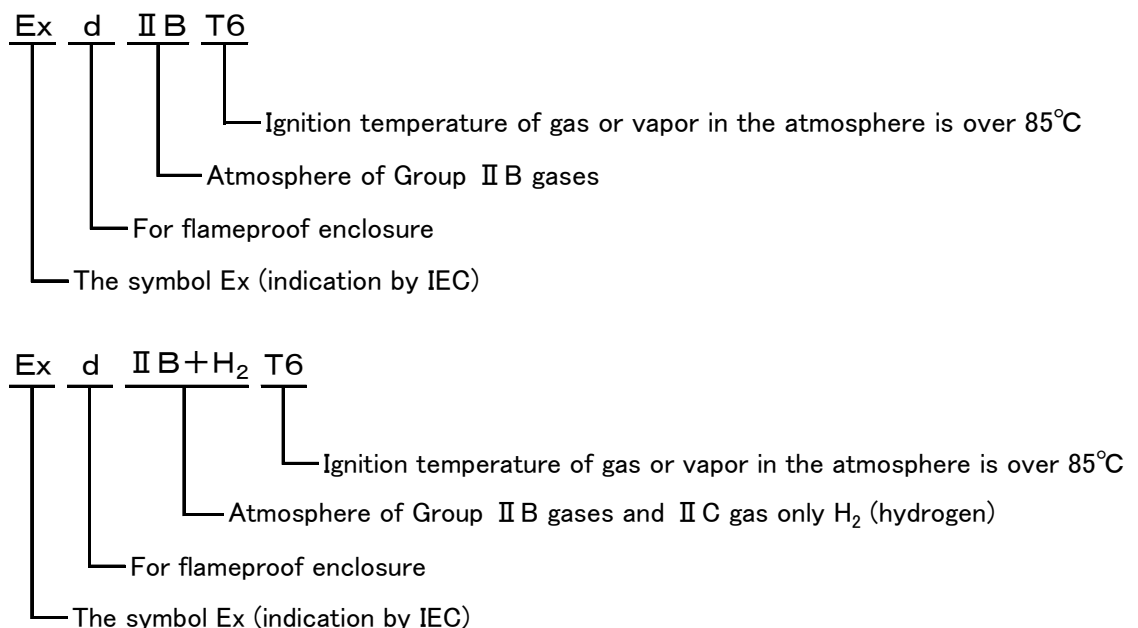 Ex d ⅡB T6
Ignition temperature of gas or vapor in the atmosphere is over 85℃
Atmosphere of Group ⅡB gases
For flameproof enclosure
The symbol Ex (indication by IEC)
Ex d ⅡB+H₂ T6
Ignition temperature of gas or vapor in the atmosphere is over 85℃
Atmosphere of Group ⅡB gases and ⅡC gas only H₂ (hydrogen)
For flameproof enclosure
The symbol Ex (indication by IEC)